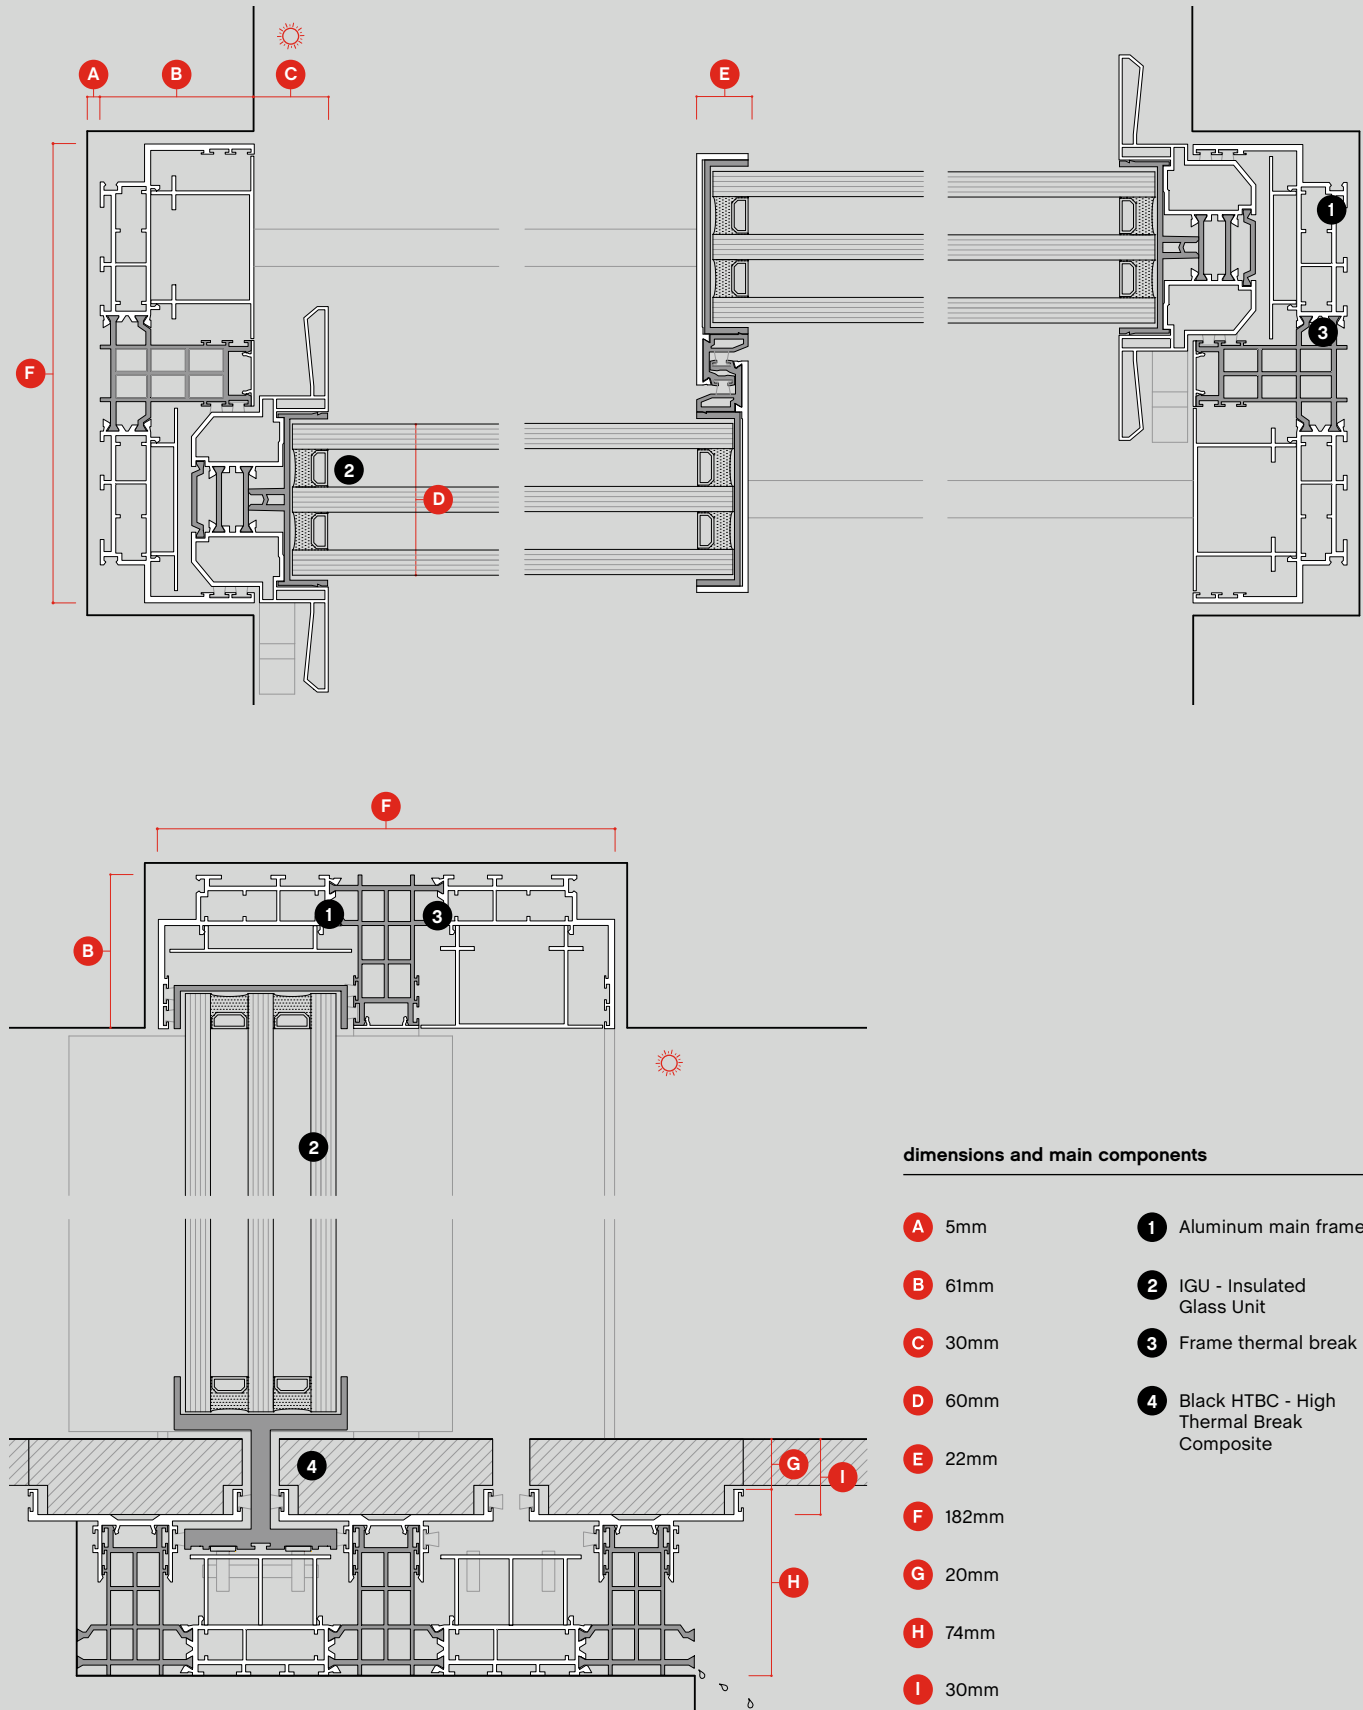 A B C E
1
3
F
2
D
F
1 3
B
2
4
G
I
H
dimensions and main components
A 5mm
1 Aluminum main frame
B 61mm
2 IGU - Insulated
Glass Unit
C 30mm
3 Frame thermal break
D 60mm
4 Black HTBC - High
Thermal Break
Composite
E 22mm
F 182mm
G 20mm
H 74mm
I 30mm